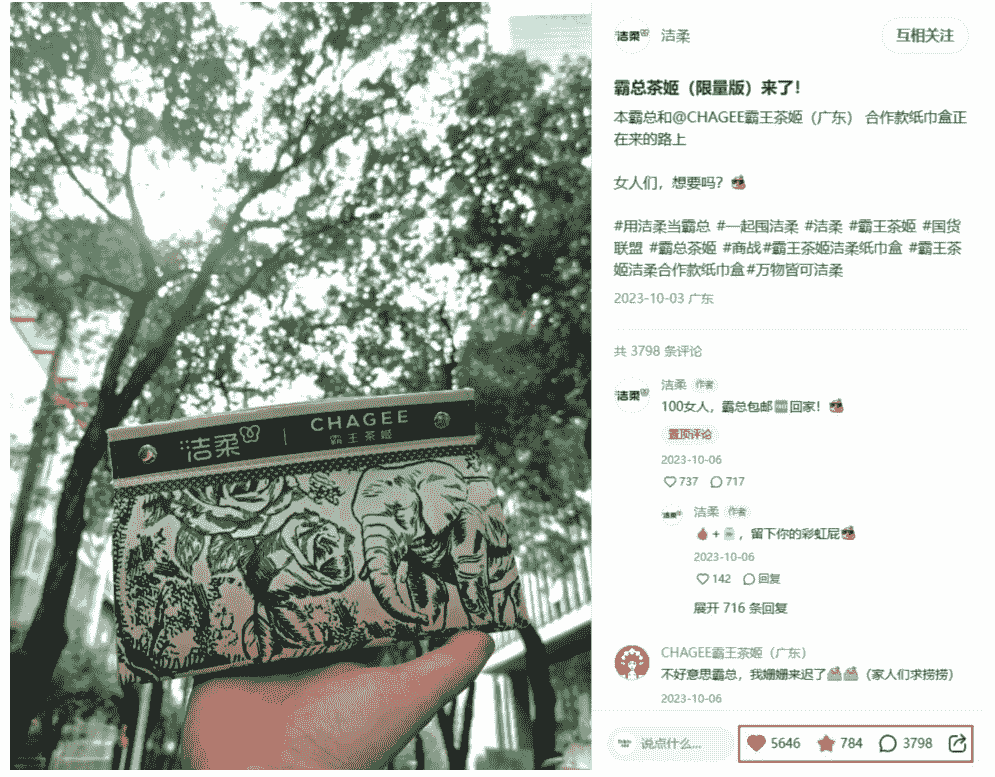 洁柔
CHAGEE
霸王茶姬
洁柔
洁柔
互相关注
霸总茶姬（限量版）来了！
本霸总和@CHAGEE霸王茶姬（广东） 合作款纸巾盒正
在来的路上
女人们，想要吗？
#用洁柔当霸总 #一起囤洁柔 #洁柔 #霸王茶姬 #国货
联盟 #霸总茶姬 #商战#霸王茶姬洁柔纸巾盒 #霸王茶
姬洁柔合作款纸巾盒#万物皆可洁柔
2023-10-03 广东
共 3798 条评论
洁柔
洁柔 作者
100女人，霸总包邮回家！
置顶评论
2023-10-06
737 717
洁柔 作者
+ ，留下你的彩虹屁
2023-10-06
142 回复
展开 716 条回复
CHAGEE霸王茶姬（广东）
不好意思霸总，我姗姗来迟了（家人们求捞捞）
2023-10-06
说点什么...
5646 784 3798